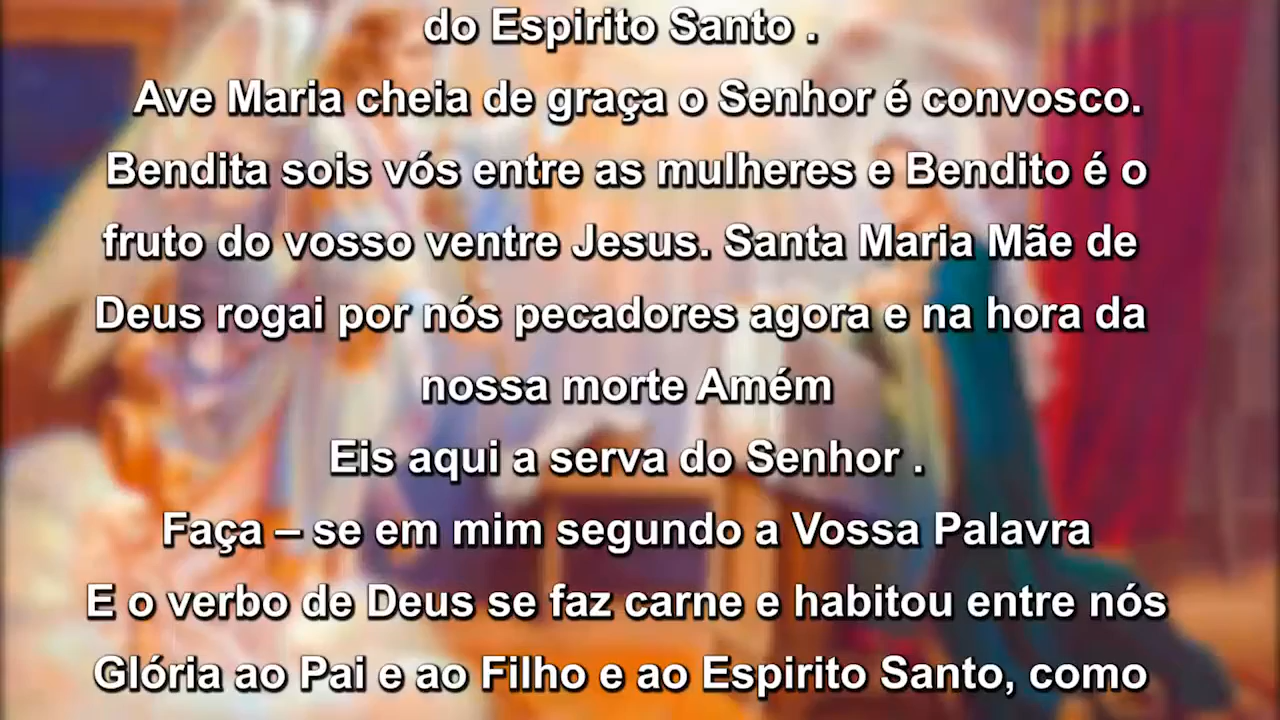 do Espirito Santo .
Ave Maria cheia de graça o Senhor é convosco.
Bendita sois vós entre as mulheres e Bendito é o
fruto do vosso ventre Jesus. Santa Maria Mãe de
Deus rogai por nós pecadores agora e na hora da
nossa morte Amém
Eis aqui a serva do Senhor .
Faça – se em mim segundo a Vossa Palavra
E o verbo de Deus se faz carne e habitou entre nós
Glória ao Pai e ao Filho e ao Espirito Santo, como